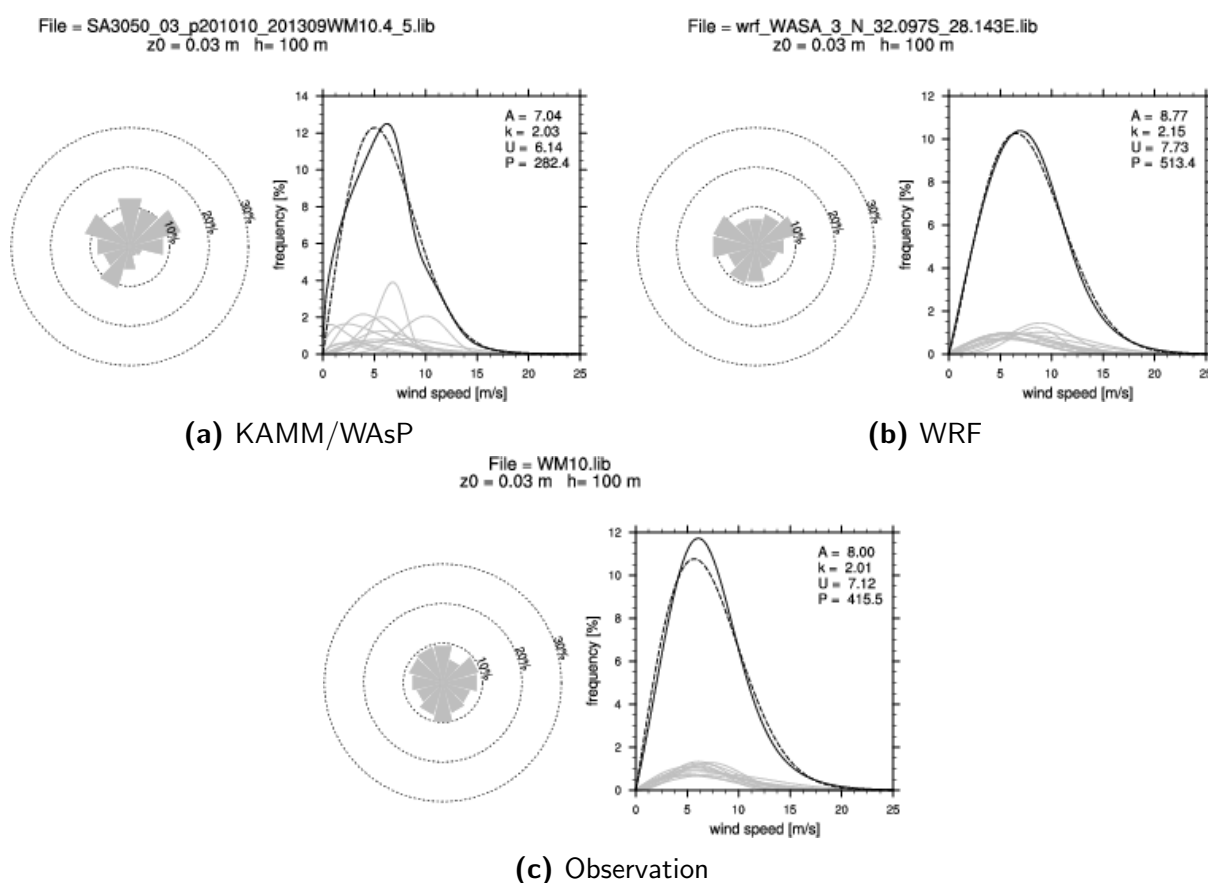 File = SA3050_03_p201010_201309WM10.4_5.lib
z0 = 0.03 m h= 100 m
10%
20%
30%
14
12
10
8
6
4
2
0
frequency [%]
A = 7.04
k = 2.03
U = 6.14
P = 282.4
0 5 10 15 20 25
wind speed [m/s]
(a) KAMM/WAsP
File = wrf_WASA_3_N_32.097S_28.143E.lib
z0 = 0.03 m h= 100 m
10%
20%
30%
12
10
8
6
4
2
0
frequency [%]
A = 8.77
k = 2.15
U = 7.73
P = 513.4
0 5 10 15 20 25
wind speed [m/s]
(b) WRF
File = WM10.lib
z0 = 0.03 m h= 100 m
10%
20%
30%
12
10
8
6
4
2
0
frequency [%]
A = 8.00
k = 2.01
U = 7.12
P = 415.5
0 5 10 15 20 25
wind speed [m/s]
(c) Observation